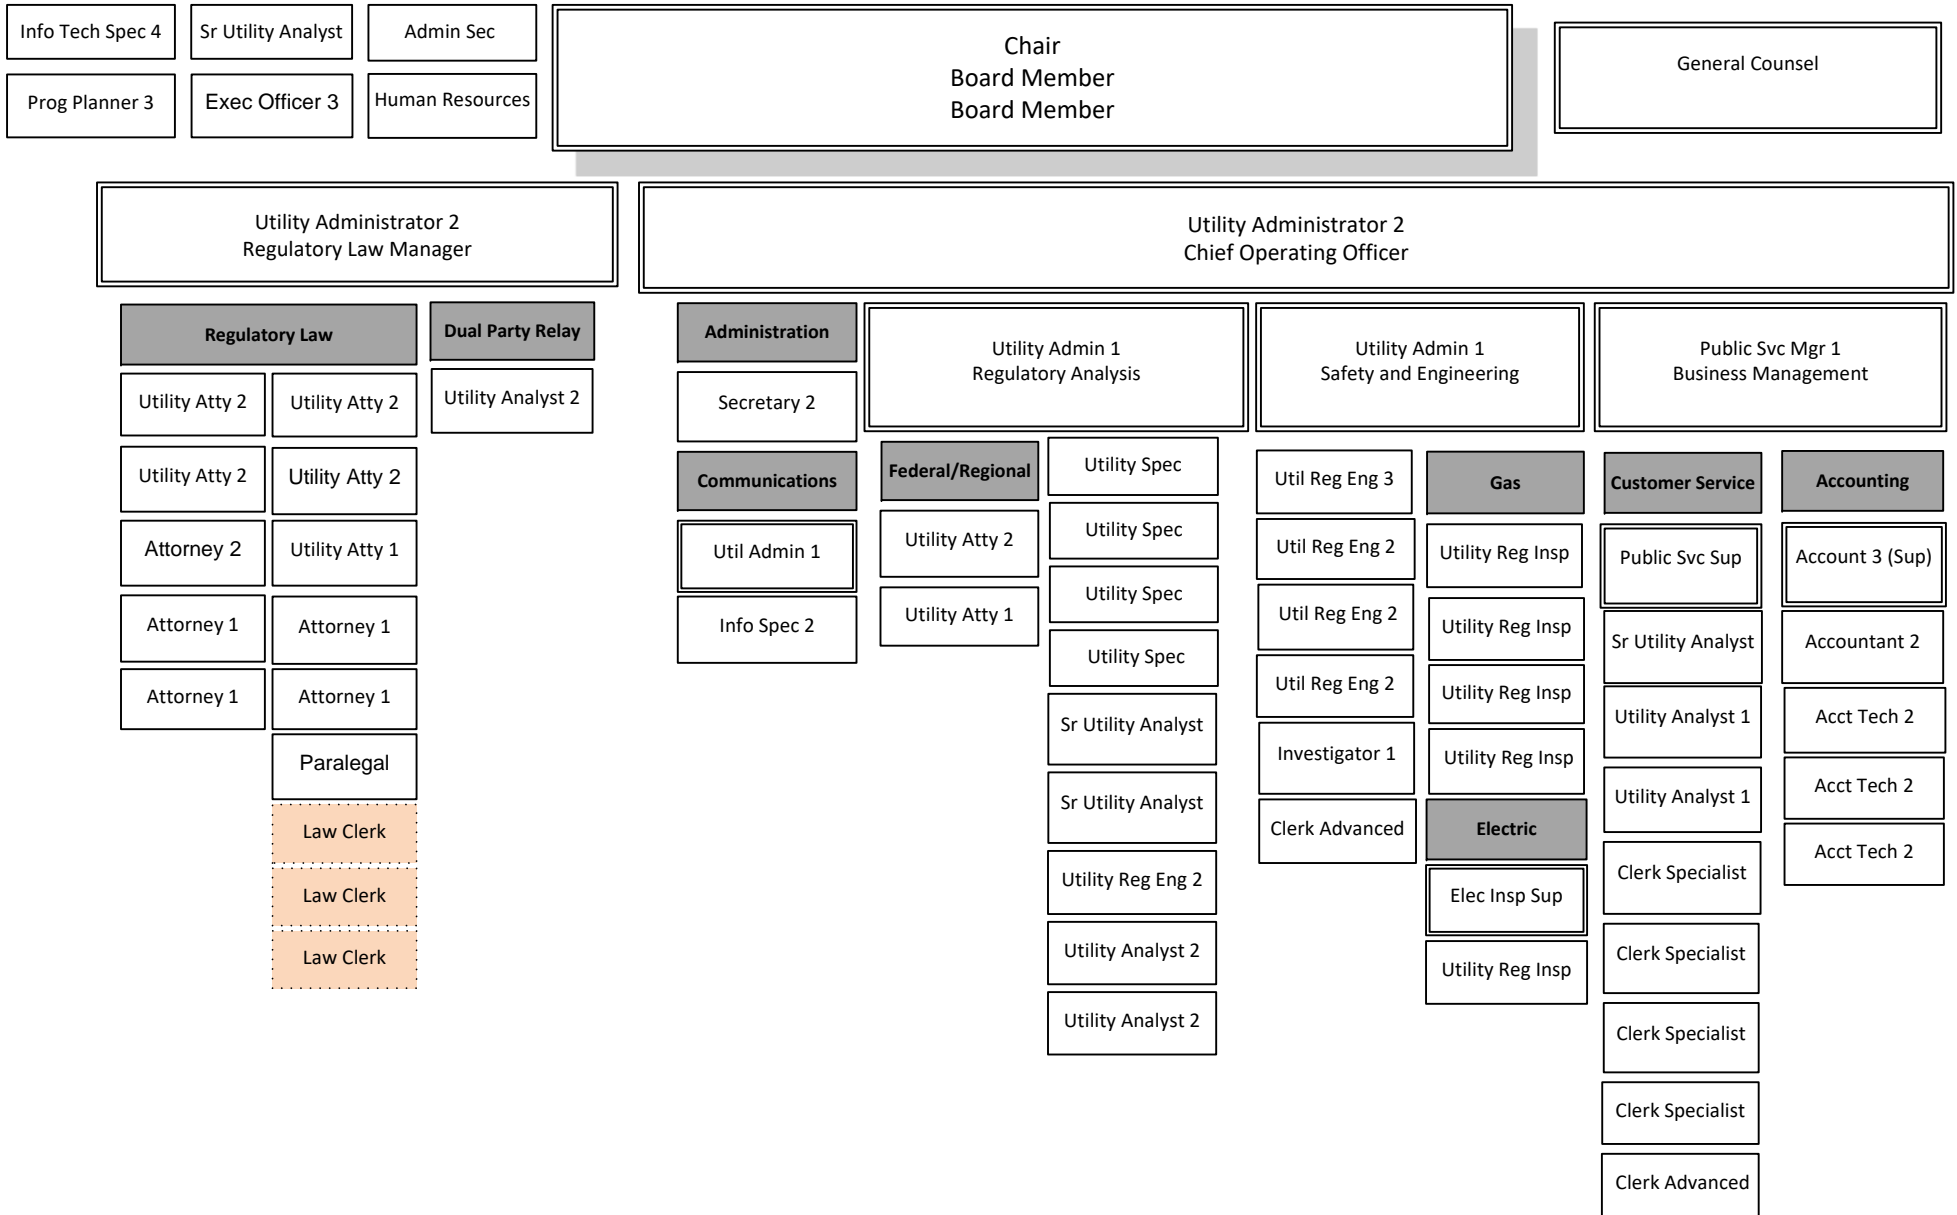 Info Tech Spec 4
Sr Utility Analyst
Admin Sec
Prog Planner 3
Exec Officer 3
Human Resources
Chair
Board Member
Board Member
General Counsel
Utility Administrator 2
Regulatory Law Manager
Utility Administrator 2
Chief Operating Officer
Regulatory Law
Utility Atty 2
Utility Atty 2
Attorney 2
Attorney 1
Attorney 1
Utility Atty 2
Utility Atty 2
Utility Atty 1
Attorney 1
Attorney 1
Paralegal
Law Clerk
Law Clerk
Law Clerk
Dual Party Relay
Utility Analyst 2
Administration
Secretary 2
Communications
Util Admin 1
Info Spec 2
Utility Admin 1
Regulatory Analysis
Federal/Regional
Utility Atty 2
Utility Atty 1
Utility Spec
Utility Spec
Utility Spec
Utility Spec
Sr Utility Analyst
Sr Utility Analyst
Utility Reg Eng 2
Utility Analyst 2
Utility Analyst 2
Utility Admin 1
Safety and Engineering
Util Reg Eng 3
Util Reg Eng 2
Util Reg Eng 2
Util Reg Eng 2
Investigator 1
Clerk Advanced
Gas
Utility Reg Insp
Utility Reg Insp
Utility Reg Insp
Utility Reg Insp
Electric
Elec Insp Sup
Utility Reg Insp
Public Svc Mgr 1
Business Management
Customer Service
Public Svc Sup
Sr Utility Analyst
Utility Analyst 1
Utility Analyst 1
Clerk Specialist
Clerk Specialist
Clerk Specialist
Clerk Specialist
Clerk Advanced
Accounting
Account 3 (Sup)
Accountant 2
Acct Tech 2
Acct Tech 2
Acct Tech 2